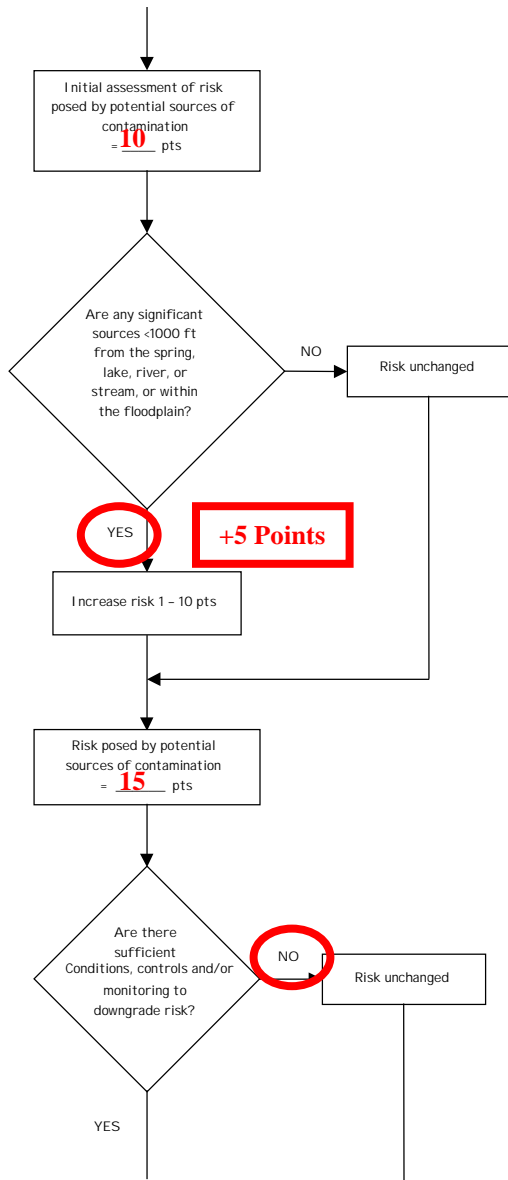 Initial assessment of risk
posed by potential sources of
contamination
= 10 pts
Are any significant
sources <1000 ft
from the spring,
lake, river, or
stream, or within
the floodplain?
NO
Risk unchanged
YES
+5 Points
Increase risk 1 – 10 pts
Risk posed by potential
sources of contamination
= 15 pts
Are there
sufficient
Conditions, controls and/or
monitoring to
downgrade risk?
NO
Risk unchanged
YES